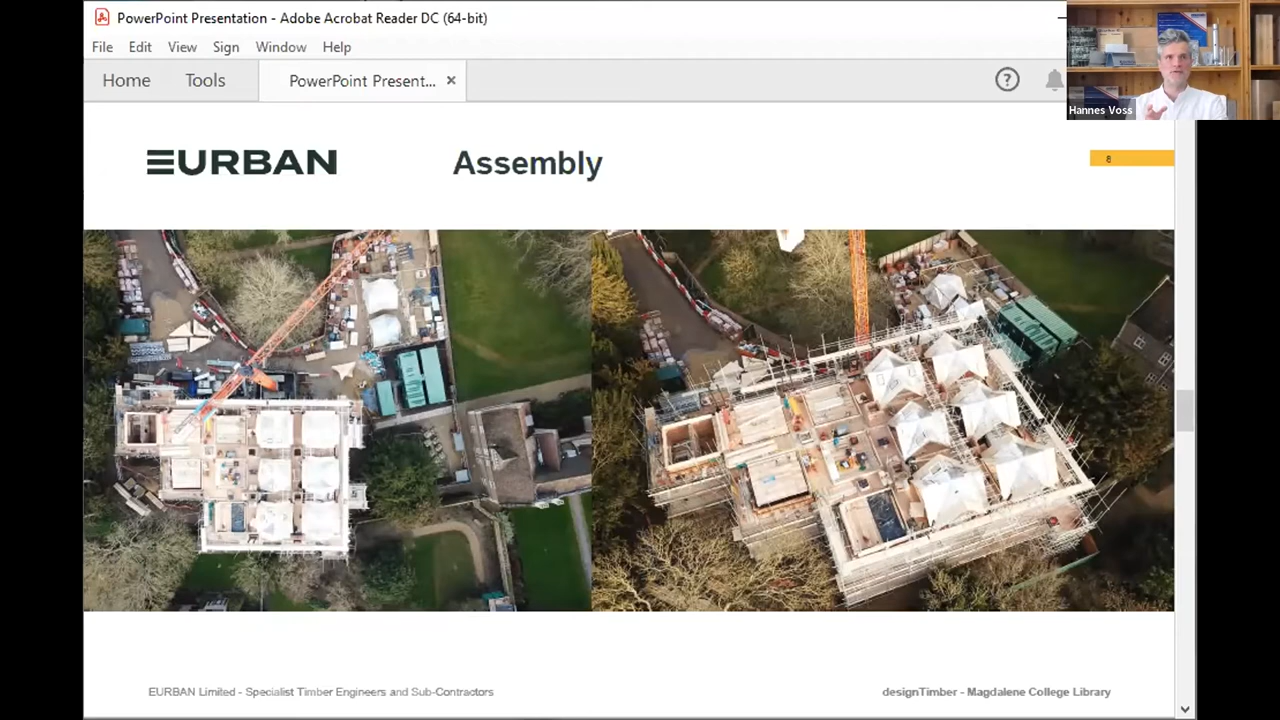 PowerPoint Presentation - Adobe Acrobat Reader DC (64-bit)
File Edit View Sign Window Help
Home Tools PowerPoint Present...
Hannes Voss
EURBAN Assembly 8
EURBAN Limited - Specialist Timber Engineers and Sub-Contractors
designTimber - Magdalene College Library